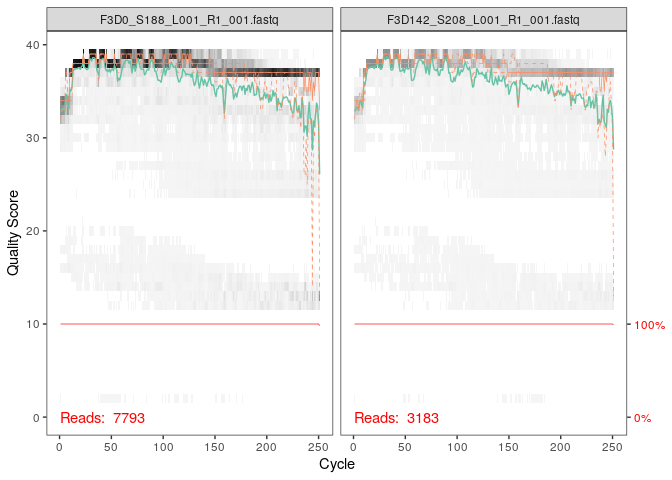 F3D0_S188_L001_R1_001.fastq
F3D142_S208_L001_R1_001.fastq
Quality Score
40
30
20
10
0
100%
0%
Reads: 7793
Reads: 3183
0 50 100 150 200 250
0 50 100 150 200 250
Cycle